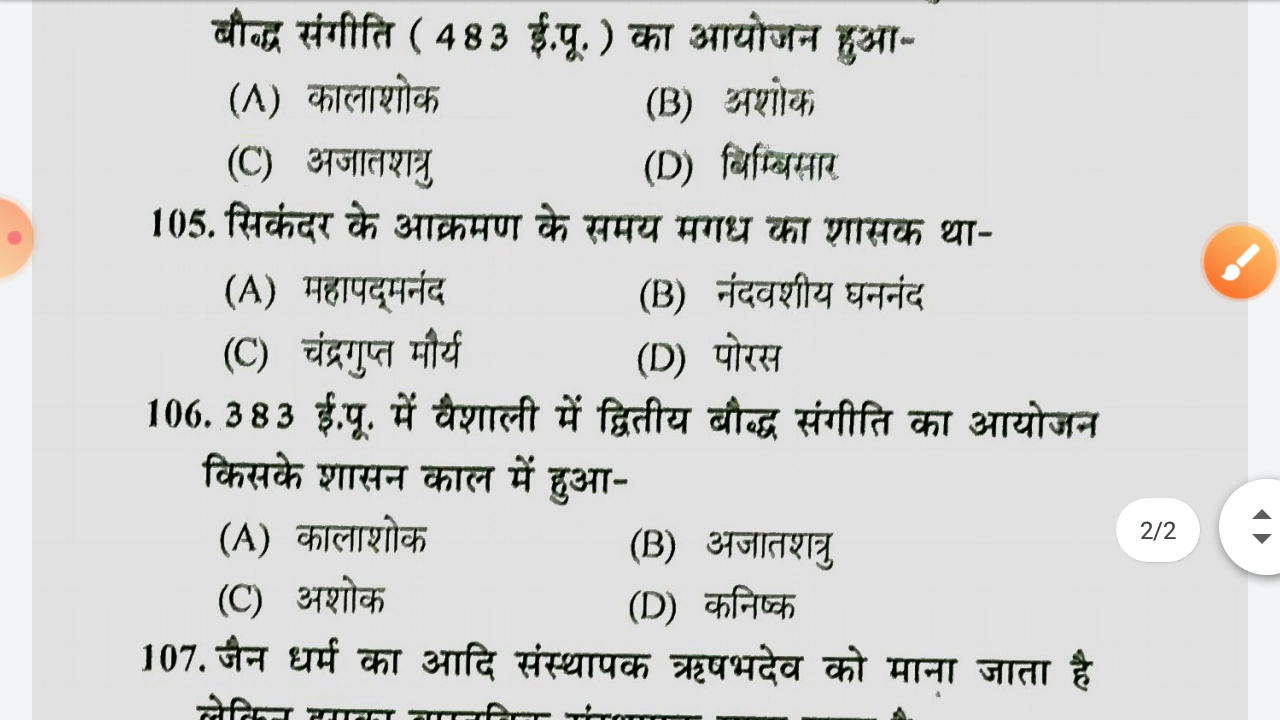 बौद्ध संगीति ( 483 ई.पू. ) का आयोजन हुआ-
(A) कालाशोक (B) अशोक
(C) अजातशत्रु (D) बिम्बिसार
105. सिकंदर के आक्रमण के समय मगध का शासक था-
(A) महापद्मनंद (B) नंदवशीय घननंद
(C) चंद्रगुप्त मौर्य (D) पोरस
106. 383 ई.पू. में वैशाली में द्वितीय बौद्ध संगीति का आयोजन
किसके शासन काल में हुआ-
(A) कालाशोक (B) अजातशत्रु
2/2
(C) अशोक (D) कनिष्क
107. जैन धर्म का आदि संस्थापक ऋषभदेव को माना जाता है